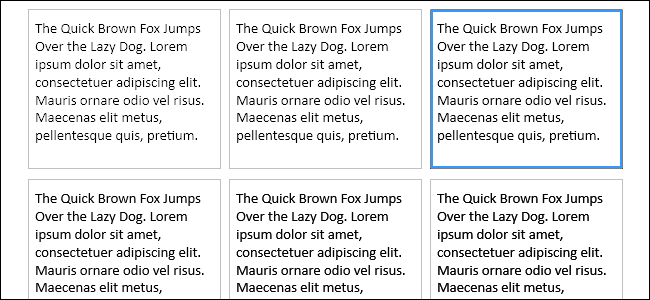 The Quick Brown Fox Jumps
Over the Lazy Dog. Lorem
ipsum dolor sit amet,
consectetuer adipiscing elit.
Mauris ornare odio vel risus.
Maecenas elit metus,
pellentesque quis, pretium.
The Quick Brown Fox Jumps
Over the Lazy Dog. Lorem
ipsum dolor sit amet,
consectetuer adipiscing elit.
Mauris ornare odio vel risus.
Maecenas elit metus,
pellentesque quis, pretium.
The Quick Brown Fox Jumps
Over the Lazy Dog. Lorem
ipsum dolor sit amet,
consectetuer adipiscing elit.
Mauris ornare odio vel risus.
Maecenas elit metus,
pellentesque quis, pretium.
The Quick Brown Fox Jumps
Over the Lazy Dog. Lorem
ipsum dolor sit amet,
consectetuer adipiscing elit.
Mauris ornare odio vel risus.
Maecenas elit metus,
The Quick Brown Fox Jumps
Over the Lazy Dog. Lorem
ipsum dolor sit amet,
consectetuer adipiscing elit.
Mauris ornare odio vel risus.
Maecenas elit metus,
The Quick Brown Fox Jumps
Over the Lazy Dog. Lorem
ipsum dolor sit amet,
consectetuer adipiscing elit.
Mauris ornare odio vel risus.
Maecenas elit metus,